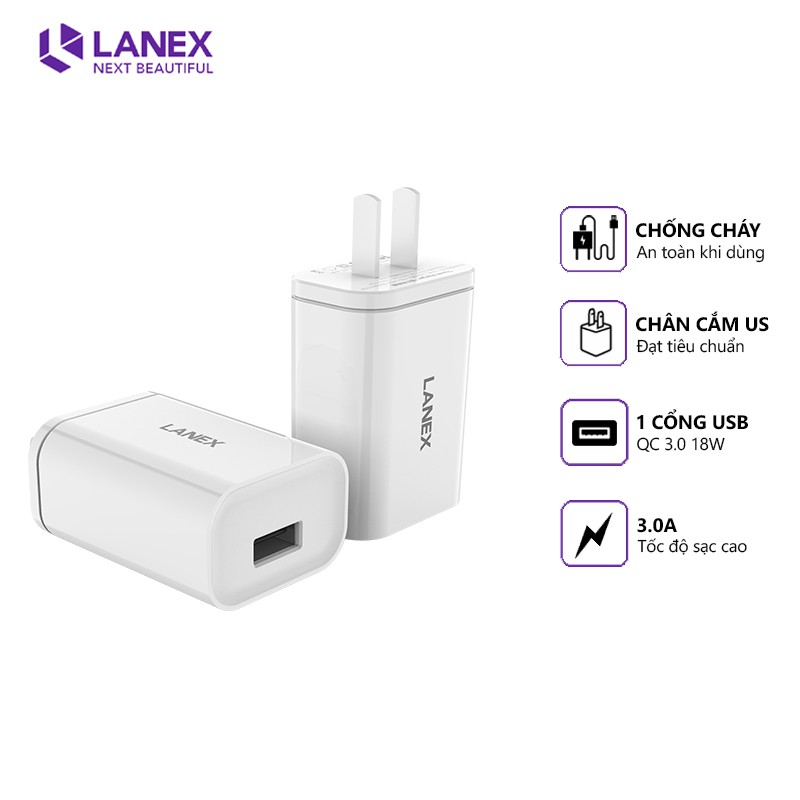 LANEX
NEXT BEAUTIFUL
CHỐNG CHÁY
An toàn khi dùng
CHÂN CẮM US
Đạt tiêu chuẩn
LANEX
LANEX
1 CỔNG USB
QC 3.0 18W
3.0A
Tốc độ sạc cao